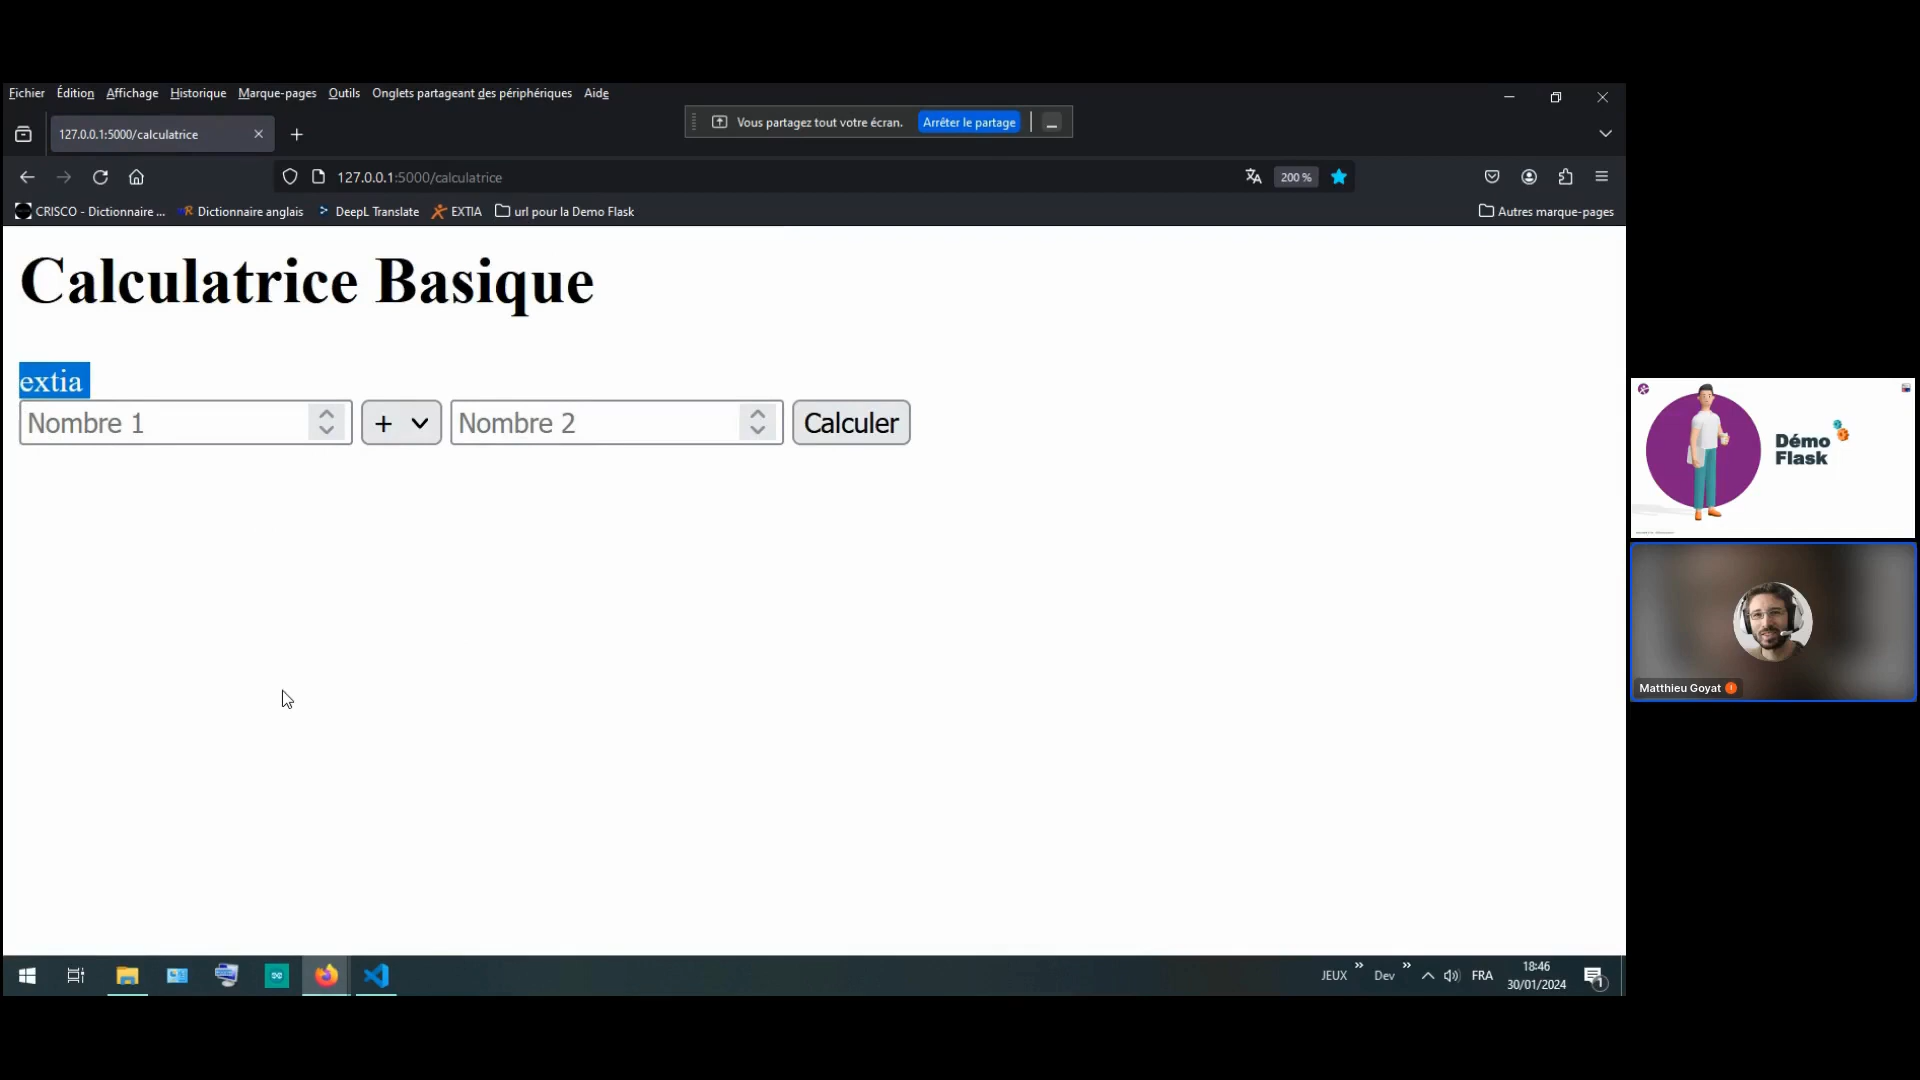 Fichier Édition Affichage Historique Marque-pages Outils Onglets partageant des périphériques Aide
127.0.0.1:5000/calculatrice
Vous partagez tout votre écran. Arrêter le partage
127.0.0.1:5000/calculatrice
200 %
CRISCO - Dictionnaire ... Dictionnaire anglais DeepL Translate EXTIA url pour la Demo Flask Autres marque-pages
Calculatrice Basique
extia
Nombre 1 + Nombre 2 Calculer
Démo
Flask
Matthieu Goyat
JEUX Dev FRA
18:46
30/01/2024
1